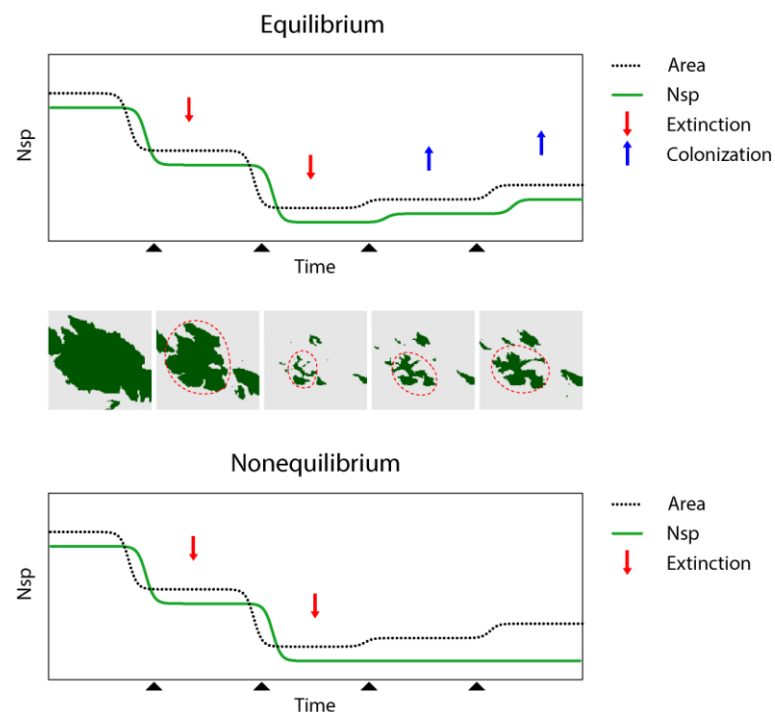 Equilibrium
Nsp
Area
Nsp
Extinction
Colonization
Time
Nonequilibrium
Nsp
Area
Nsp
Extinction
Time